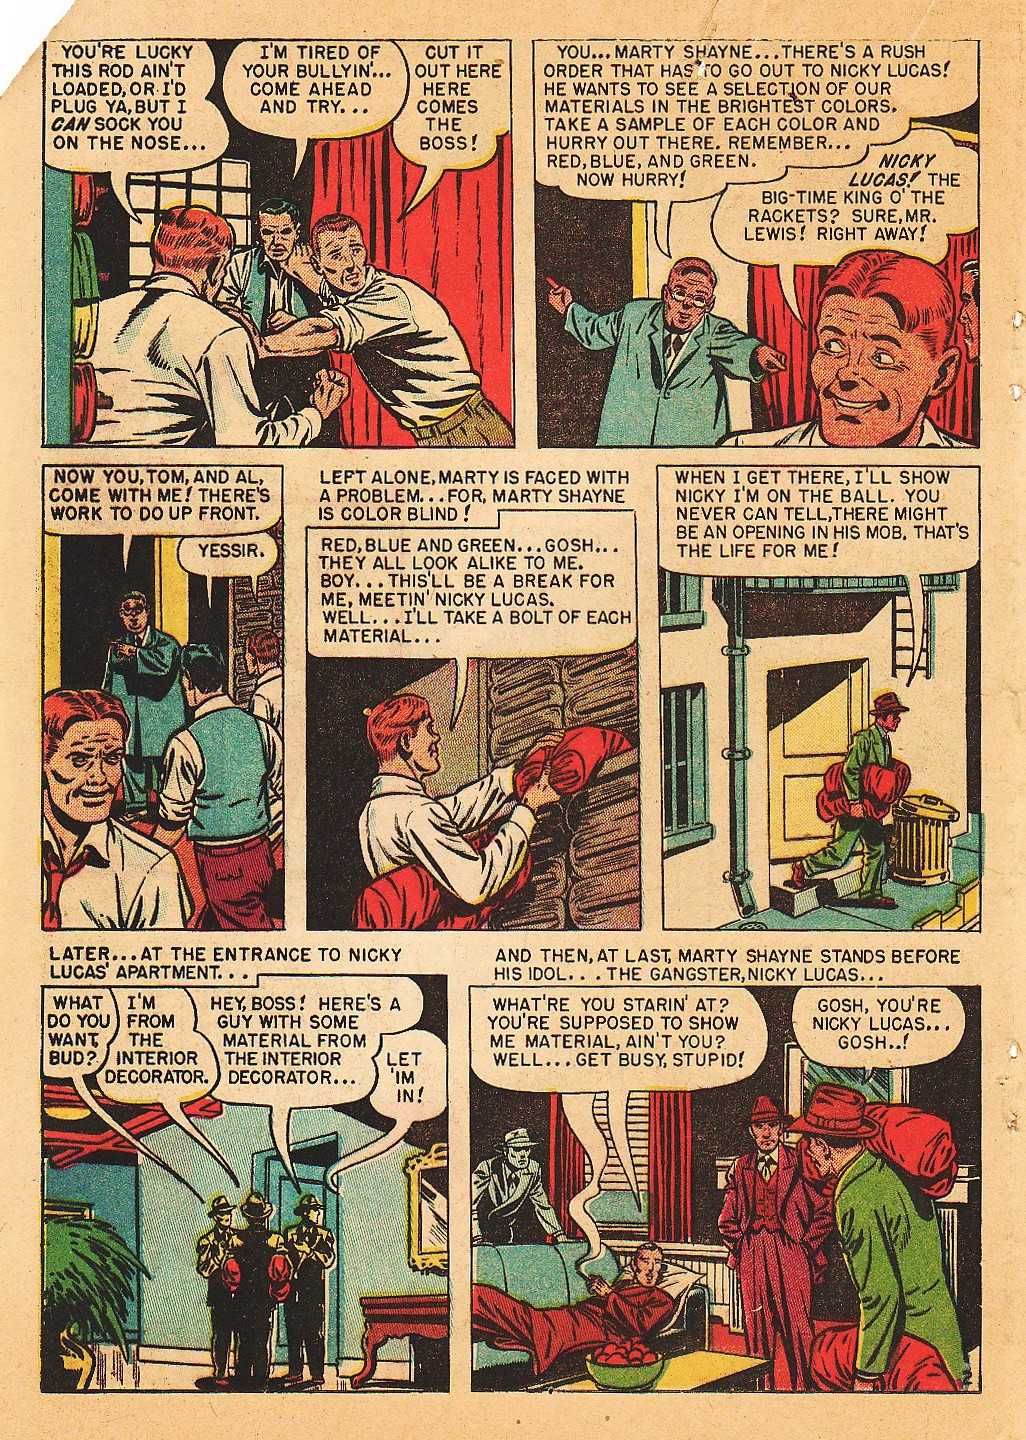 YOU'RE LUCKY
THIS ROD AIN'T
LOADED, OR I'D
PLUG YA, BUT I
CAN SOCK YOU
ON THE NOSE...
I'M TIRED OF
YOUR BULLYIN'...
COME AHEAD
AND TRY...
CUT IT
OUT HERE
HERE
COMES
THE
BOSS!
YOU...MARTY SHAYNE...THERE'S A RUSH
ORDER THAT HAS TO GO OUT TO NICKY LUCAS!
HE WANTS TO SEE A SELECTION OF OUR
MATERIALS IN THE BRIGHTEST COLORS.
TAKE A SAMPLE OF EACH COLOR AND
HURRY OUT THERE. REMEMBER...
RED, BLUE, AND GREEN.
NOW HURRY!
NICKY
LUCAS! THE
BIG-TIME KING O' THE
RACKETS? SURE, MR.
LEWIS! RIGHT AWAY!
NOW YOU, TOM, AND AL,
COME WITH ME! THERE'S
WORK TO DO UP FRONT.
YESSIR.
LEFT ALONE, MARTY IS FACED WITH
A PROBLEM...FOR, MARTY SHAYNE
IS COLOR BLIND!
RED, BLUE AND GREEN...GOSH...
THEY ALL LOOK ALIKE TO ME.
BOY...THIS'LL BE A BREAK FOR
ME, MEETIN' NICKY LUCAS.
WELL...I'LL TAKE A BOLT OF EACH
MATERIAL...
WHEN I GET THERE, I'LL SHOW
NICKY I'M ON THE BALL. YOU
NEVER CAN TELL, THERE MIGHT
BE AN OPENING IN HIS MOB. THAT'S
THE LIFE FOR ME!
LATER...AT THE ENTRANCE TO NICKY
LUCAS' APARTMENT...
WHAT
DO YOU
WANT,
BUD?
I'M
FROM
THE
INTERIOR
DECORATOR.
HEY, BOSS! HERE'S A
GUY WITH SOME
MATERIAL FROM
THE INTERIOR
DECORATOR...
LET
'IM
IN!
AND THEN, AT LAST, MARTY SHAYNE STANDS BEFORE
HIS IDOL... THE GANGSTER, NICKY LUCAS...
WHAT'RE YOU STARIN' AT?
YOU'RE SUPPOSED TO SHOW
ME MATERIAL, AIN'T YOU?
WELL...GET BUSY, STUPID!
GOSH, YOU'RE
NICKY LUCAS...
GOSH..!